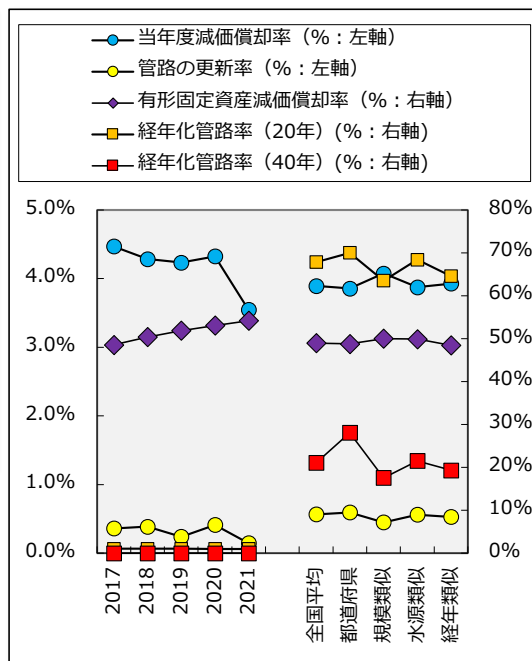 当年度減価償却率（%：左軸）
管路の更新率（%：左軸）
有形固定資産減価償却率（%：右軸）
経年化管路率（20年）(%：右軸)
経年化管路率（40年）(%：右軸)
5.0%
4.0%
3.0%
2.0%
1.0%
0.0%
80%
70%
60%
50%
40%
30%
20%
10%
0%
2017
2018
2019
2020
2021
全国平均
都道府県
規模類似
水源類似
経年類似